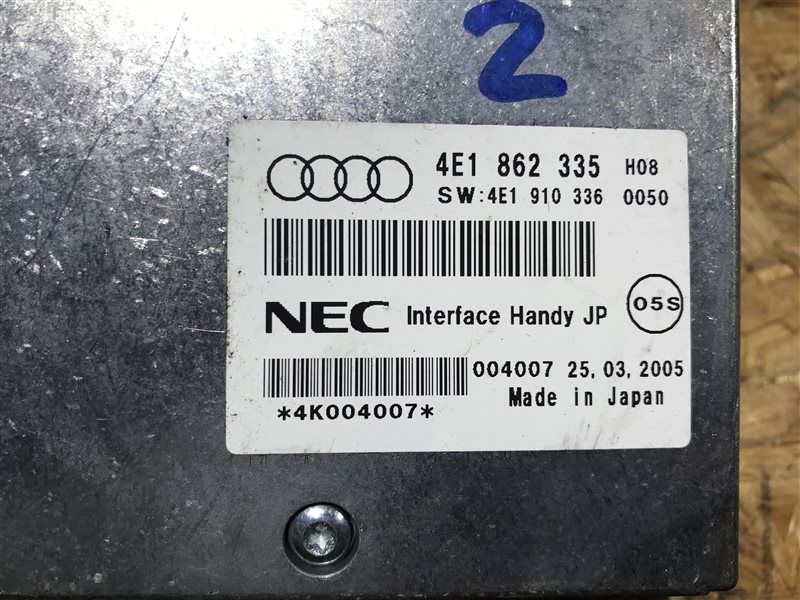 2
4E1 862 335 H08
SW:4E1 910 336 0050
NEC Interface Handy JP 05S
004007 25, 03, 2005
*4K004007* Made in Japan